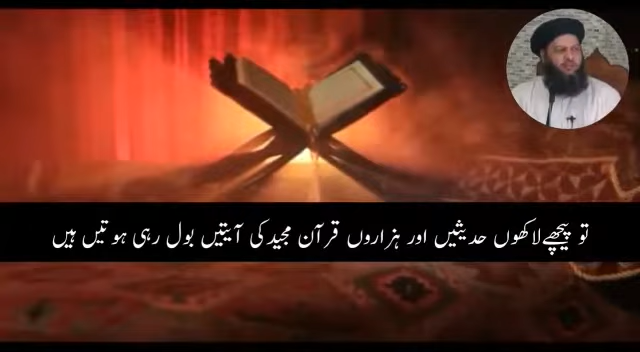 تو پیچھے لاکھوں حدیثیں اور ہزاروں قرآن مجید کی آیتیں بول رہی ہوتیں ہیں